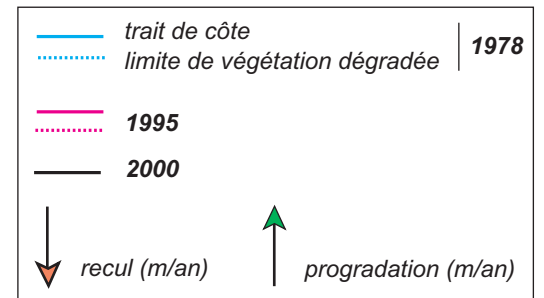 trait de côte
limite de végétation dégradée
1978
1995
2000
recul (m/an)
progradation (m/an)